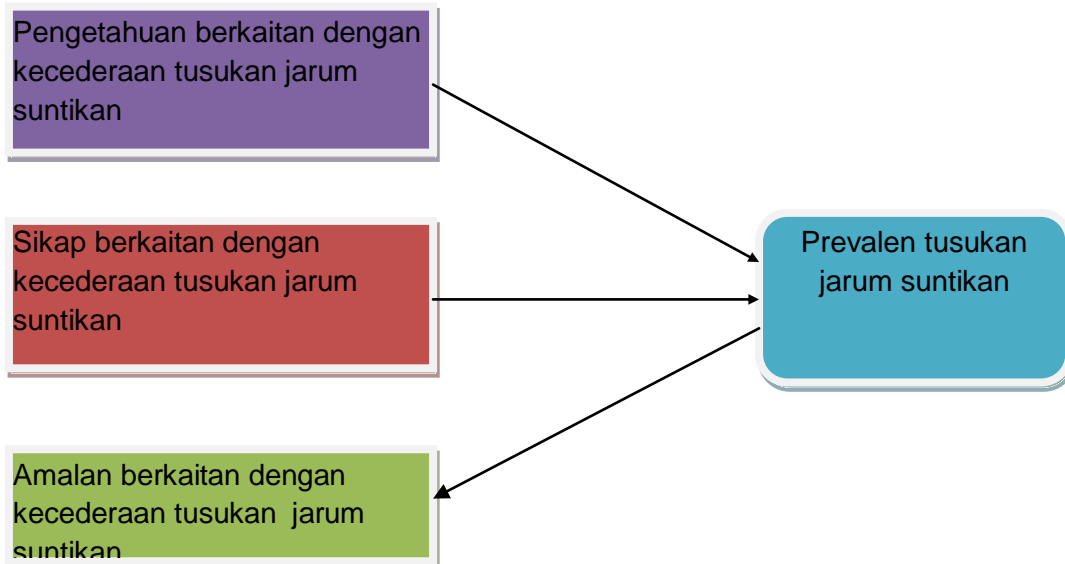 Pengetahuan berkaitan dengan
kecederaan tusukan jarum
suntikan
Sikap berkaitan dengan
kecederaan tusukan jarum
suntikan
Amalan berkaitan dengan
kecederaan tusukan  jarum
suntikan
Prevalen tusukan
jarum suntikan